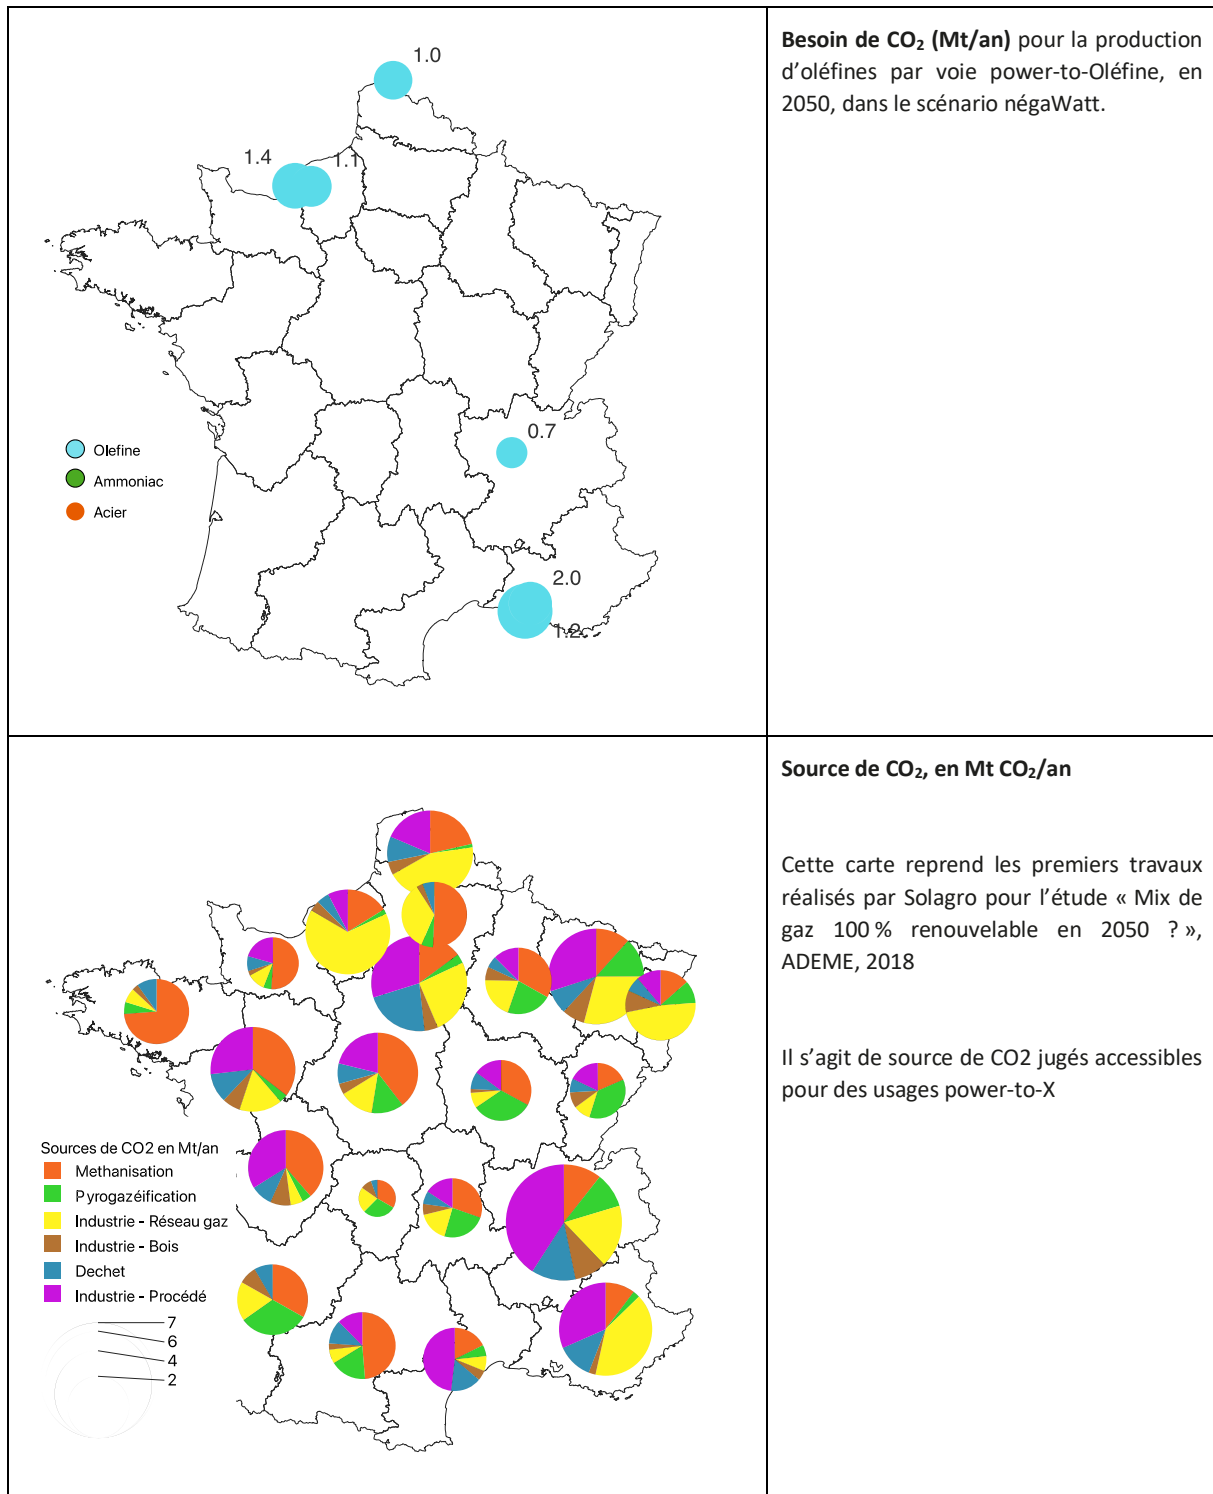 1.0
1.4
1.1
0.7
2.0
1.2
Olefine
Ammoniac
Acier
Besoin de CO₂ (Mt/an) pour la production
d’oléfines par voie power-to-Oléfine, en
2050, dans le scénario négaWatt.
Sources de CO2 en Mt/an
Methanisation
Pyrogazéification
Industrie - Réseau gaz
Industrie - Bois
Dechet
Industrie - Procédé
7
6
4
2
Source de CO₂, en Mt CO₂/an
Cette carte reprend les premiers travaux
réalisés par Solagro pour l’étude « Mix de
gaz 100 % renouvelable en 2050 ? »,
ADEME, 2018
Il s’agit de source de CO2 jugés accessibles
pour des usages power-to-X